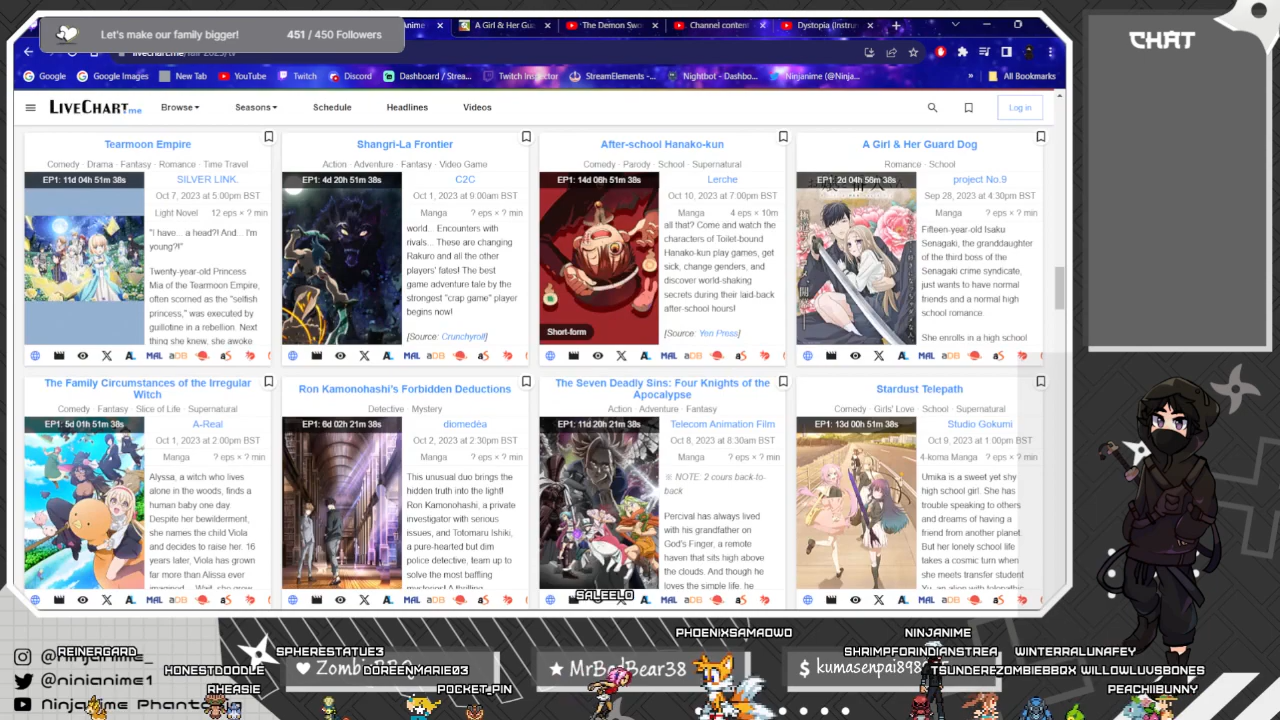 Let's make our family bigger! 451 / 450 Followers
A Girl & Her Gua
The Demon Swo
Channel content
Dystopia (Instru
Google Google Images New Tab YouTube Twitch Discord Dashboard / Strea... Twitch Inspector StreamElements -... Nightbot - Dashbo... Ninjanime (@Ninja... » All Bookmarks
LIVECHART.me Browse Seasons Schedule Headlines Videos Log in
Tearmoon Empire
Comedy · Drama · Fantasy · Romance · Time Travel
EP1: 11d 04h 51m 38s
SILVER LINK.
Oct 7, 2023 at 5:00pm BST
Light Novel 12 eps × ? min
"I have... a head?! And... I'm
young?!"
Twenty-year-old Princess
Mia of the Tearmoon Empire,
often scorned as the "selfish
princess," was executed by
guillotine in a rebellion. Next
thing she knew, she awoke
Shangri-La Frontier
Action · Adventure · Fantasy · Video Game
EP1: 4d 20h 51m 38s
C2C
Oct 1, 2023 at 9:00am BST
Manga ? eps × ? min
world... Encounters with
rivals... These are changing
Rakuro and all the other
players' fates! The best
game adventure tale by the
strongest "crap game" player
begins now!
[Source: Crunchyroll]
After-school Hanako-kun
Comedy · Parody · School · Supernatural
EP1: 14d 06h 51m 38s
Lerche
Oct 10, 2023 at 7:00pm BST
Manga 4 eps × 10m
all that? Come and watch the
characters of Toilet-bound
Hanako-kun play games, get
sick, change genders, and
discover world-shaking
secrets during their laid-back
after-school hours!
[Source: Yen Press]
Short-form
A Girl & Her Guard Dog
Romance · School
EP1: 2d 04h 56m 38s
project No.9
Sep 28, 2023 at 4:30pm BST
Manga ? eps × ? min
Fifteen-year-old Isaku
Senagaki, the granddaughter
of the third boss of the
Senagaki crime syndicate,
just wants to have normal
friends and a normal high
school romance.
She enrolls in a high school
The Family Circumstances of the Irregular
Witch
Comedy · Fantasy · Slice of Life · Supernatural
EP1: 5d 01h 51m 38s
A-Real
Oct 1, 2023 at 2:00pm BST
Manga ? eps × ? min
Alyssa, a witch who lives
alone in the woods, finds a
human baby one day.
Despite her bewilderment,
she names the child Viola
and decides to raise her. 16
years later, Viola has grown
far more than Alissa ever
Ron Kamonohashi's Forbidden Deductions
Detective · Mystery
EP1: 6d 02h 21m 38s
diomedéa
Oct 2, 2023 at 2:30pm BST
Manga ? eps × ? min
This unusual duo brings the
hidden truth into the light!
Ron Kamonohashi, a private
investigator with serious
issues, and Totomaru Isshiki,
a pure-hearted but dim
police detective, team up to
solve the most baffling
The Seven Deadly Sins: Four Knights of the
Apocalypse
Action · Adventure · Fantasy
EP1: 11d 20h 21m 38s
Telecom Animation Film
Oct 8, 2023 at 8:30am BST
Manga ? eps × ? min
※ NOTE: 2 cours back-to-
back
Percival has always lived
with his grandfather on
God's Finger, a remote
haven that sits high above
the clouds. And though he
loves the simple life, he
Stardust Telepath
Comedy · Girls' Love · School · Supernatural
EP1: 13d 00h 51m 38s
Studio Gokumi
Oct 9, 2023 at 1:00pm BST
4-koma Manga ? eps × ? min
Umika is a sweet yet shy
high school girl. She has
trouble speaking to others
and dreams of having a
friend from another planet.
But her lonely school life
takes a cosmic turn when
she meets transfer student
Yu, an alien with telepathic
CHAT
SALEELO
PHOENIXSAMAOWO
NINJANIME
REINERGARD
SPHERESTATUE3
SHRIMPFORINDIANSTREA
WINTERRALUNAFEY
@ninjanime_
HONESTDOODLE
DOREENMARIE03
MrBadBear38
kumasenpai898
TSUNDEREZOMBIEBBQX
WILLOWLUVSBONES
@ninjanime1
RHEASIE
POCKET_PIN
PEACHIIBUNNY
Ninjanime Phanto